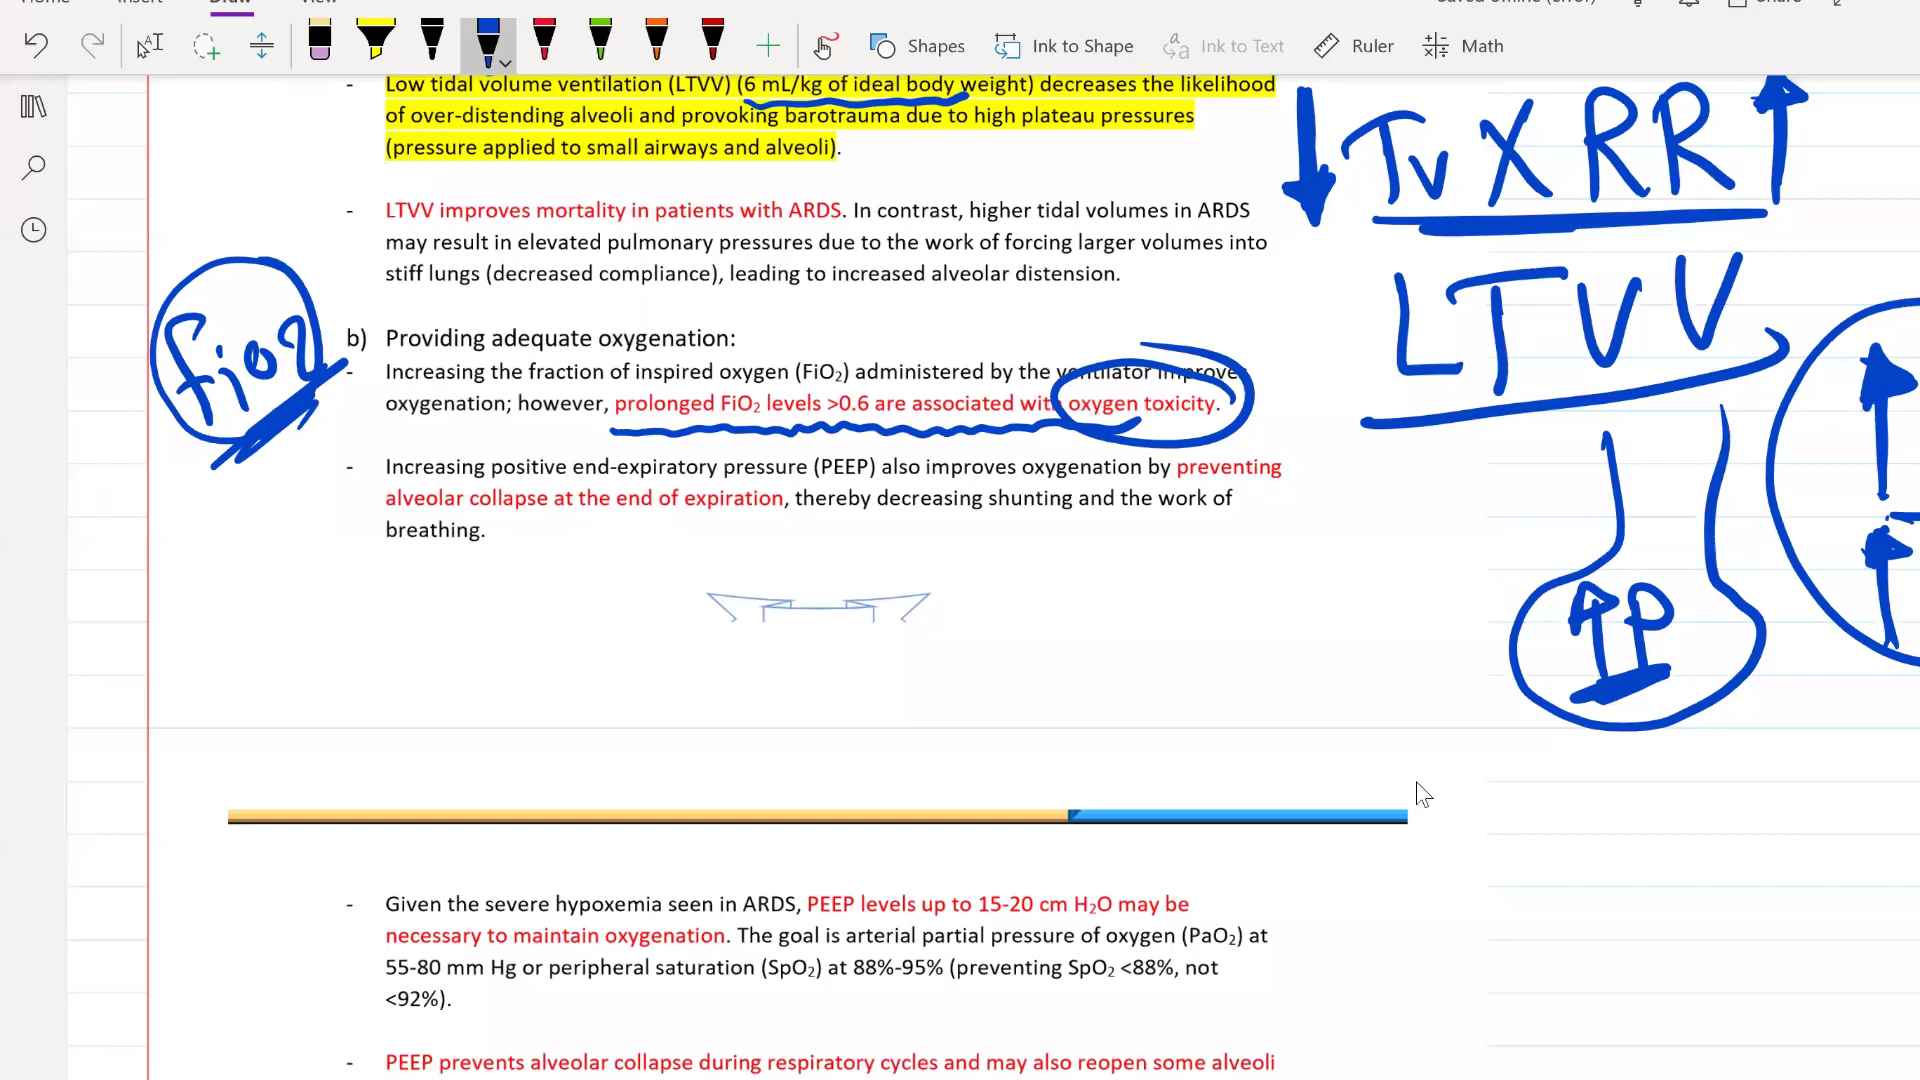 Saved online (error)
Share
Shapes
Ink to Shape
Ink to Text
Ruler
Math
- Low tidal volume ventilation (LTVV) (6 mL/kg of ideal body weight) decreases the likelihood
of over-distending alveoli and provoking barotrauma due to high plateau pressures
(pressure applied to small airways and alveoli).
Tv X RR
- LTVV improves mortality in patients with ARDS. In contrast, higher tidal volumes in ARDS
may result in elevated pulmonary pressures due to the work of forcing larger volumes into
stiff lungs (decreased compliance), leading to increased alveolar distension.
LTVV
fio2
b) Providing adequate oxygenation:
- Increasing the fraction of inspired oxygen (FiO₂) administered by the ventilator improves
oxygenation; however, prolonged FiO₂ levels >0.6 are associated with oxygen toxicity.
- Increasing positive end-expiratory pressure (PEEP) also improves oxygenation by preventing
alveolar collapse at the end of expiration, thereby decreasing shunting and the work of
breathing.
↑P
- Given the severe hypoxemia seen in ARDS, PEEP levels up to 15-20 cm H₂O may be
necessary to maintain oxygenation. The goal is arterial partial pressure of oxygen (PaO₂) at
55-80 mm Hg or peripheral saturation (SpO₂) at 88%-95% (preventing SpO₂ <88%, not
<92%).
- PEEP prevents alveolar collapse during respiratory cycles and may also reopen some alveoli